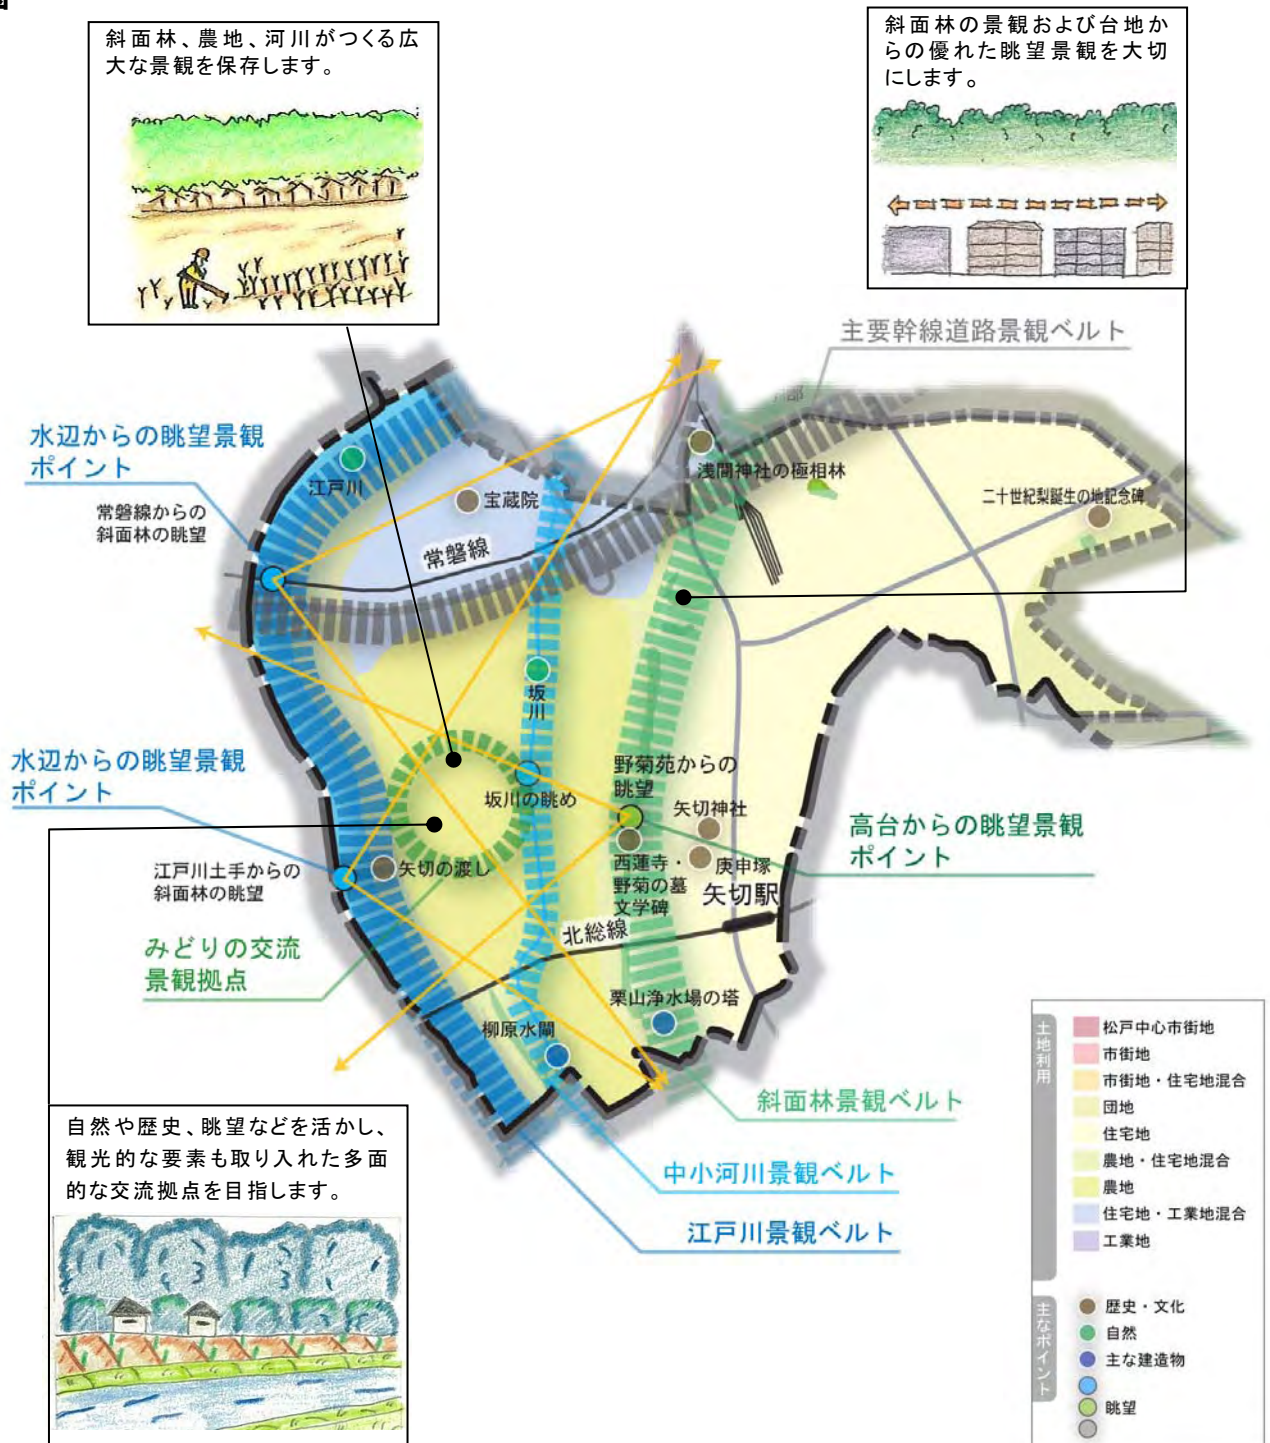 斜面林、農地、河川がつくる広
大な景観を保存します。
斜面林の景観および台地か
らの優れた眺望景観を大切
にします。
主要幹線道路景観ベルト
水辺からの眺望景観
ポイント
常磐線からの
斜面林の眺望
江戸川
宝蔵院
常磐線
浅間神社の極相林
二十世紀梨誕生の地記念碑
坂川
水辺からの眺望景観
ポイント
坂川の眺め
野菊苑からの
眺望
矢切神社
高台からの眺望景観
ポイント
江戸川土手からの
斜面林の眺望
矢切の渡し
西蓮寺・
野菊の墓
文学碑
庚申塚
矢切駅
北総線
みどりの交流
景観拠点
栗山浄水場の塔
柳原水閘
斜面林景観ベルト
中小河川景観ベルト
江戸川景観ベルト
自然や歴史、眺望などを活かし、
観光的な要素も取り入れた多面
的な交流拠点を目指します。
土地利用
松戸中心市街地
市街地
市街地・住宅地混合
団地
住宅地
農地・住宅地混合
農地
住宅地・工業地混合
工業地
主なポイント
歴史・文化
自然
主な建造物
眺望